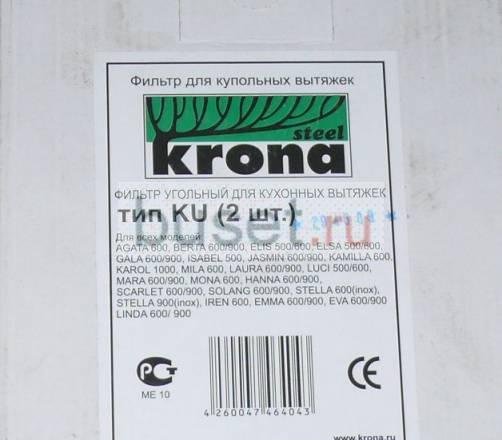 Фильтр для купольных вытяжек
steel
krona
ФИЛЬТР УГОЛЬНЫЙ ДЛЯ КУХОННЫХ ВЫТЯЖЕК
тип KU (2 шт.)
buset.ru
Для всех моделей
AGATA 600, BERTA 600/900, ELIS 500/600, ELSA 500/600,
GALA 600/900, ISABEL 500, JASMIN 600/900, KAMILLA 600,
KAROL 1000, MILA 600, LAURA 600/900, LUCI 500/600,
MARA 600/900, MONA 600, HANNA 600/900,
SCARLET 600/900, SOLANG 600/900, STELLA 600(inox),
STELLA 900(inox), IREN 600, EMMA 600/900, EVA 600/900
LINDA 600/ 900
РСТ
ME 10
CE
4260047464043
www.krona.ru